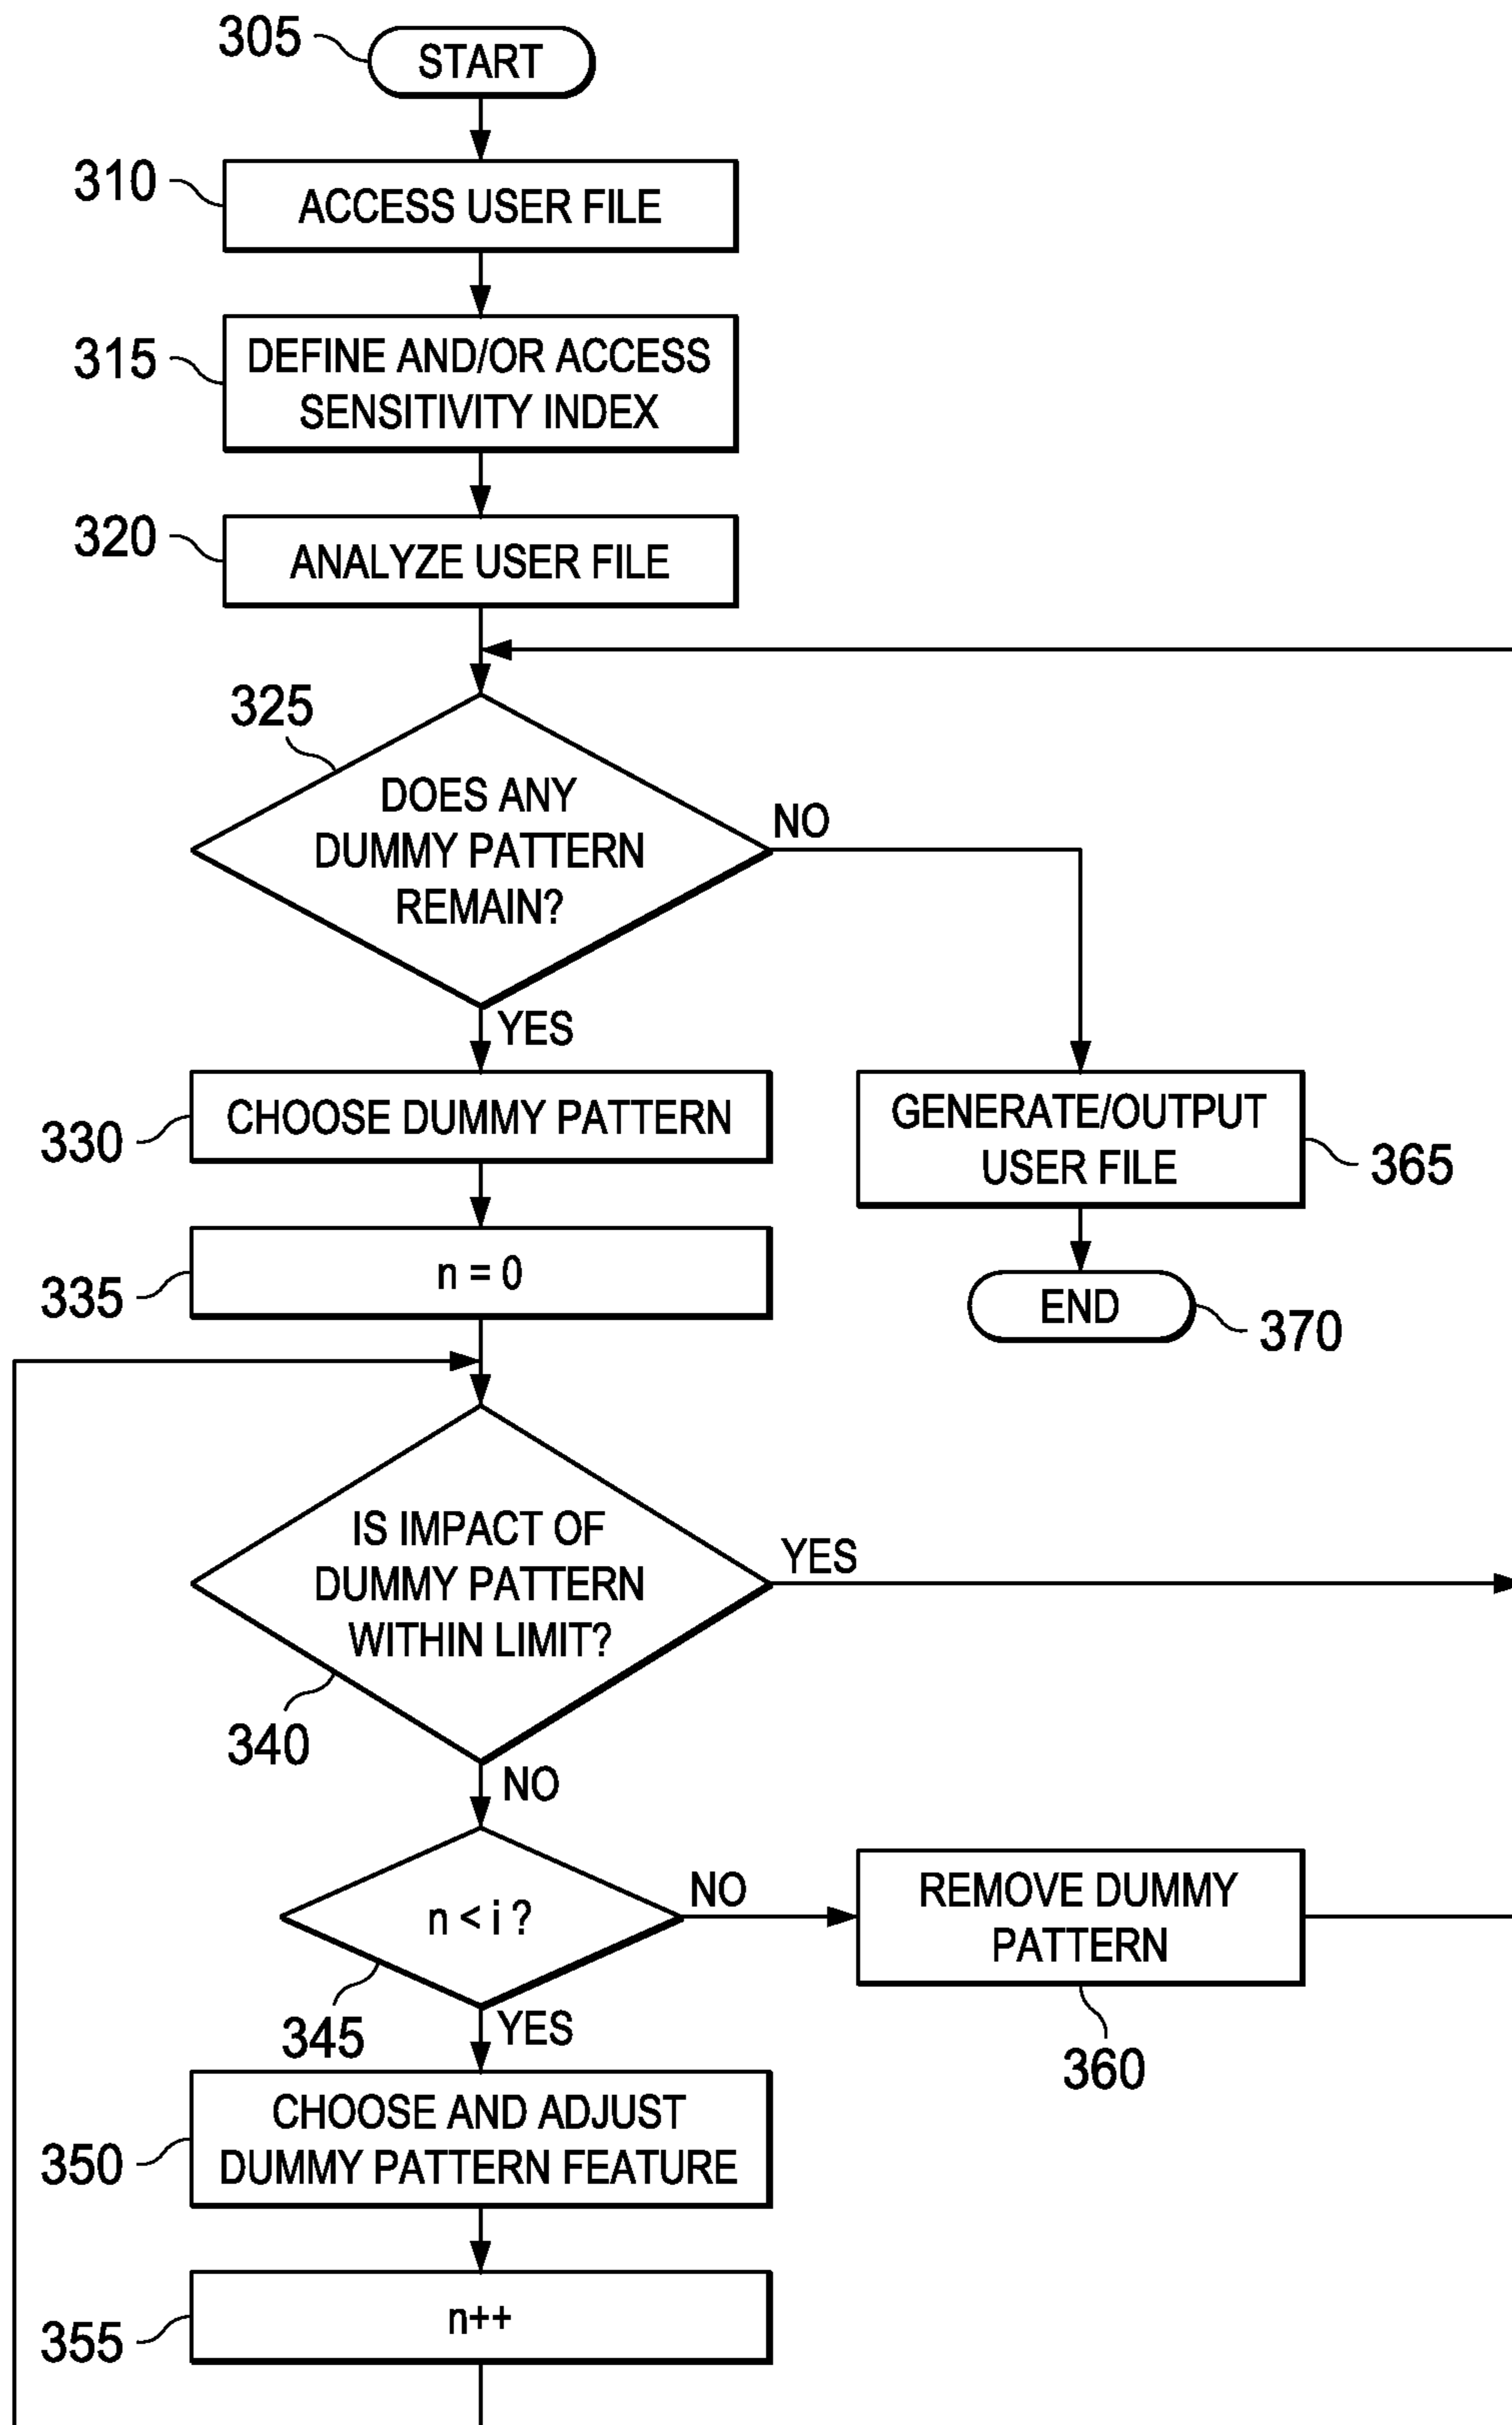 305
START
310
ACCESS USER FILE
315
DEFINE AND/OR ACCESS
SENSITIVITY INDEX
320
ANALYZE USER FILE
325
DOES ANY
DUMMY PATTERN
REMAIN?
NO
YES
330
CHOOSE DUMMY PATTERN
GENERATE/OUTPUT
USER FILE
365
335
n = 0
END
370
IS IMPACT OF
DUMMY PATTERN
WITHIN LIMIT?
YES
340
NO
n < i ?
NO
REMOVE DUMMY
PATTERN
345
YES
360
350
CHOOSE AND ADJUST
DUMMY PATTERN FEATURE
355
n++